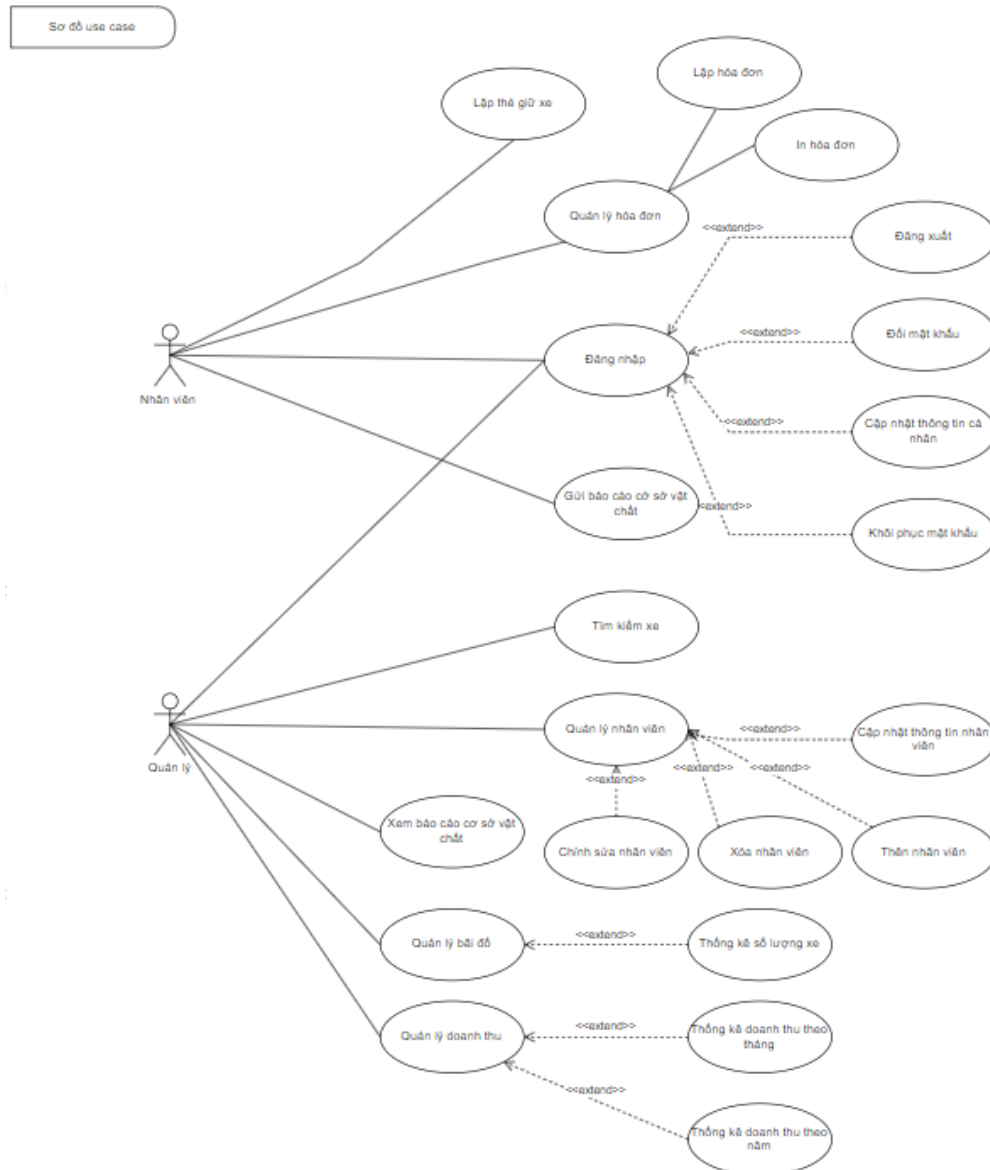 Sơ đồ use case
Lập hóa đơn
Lập thẻ giữ xe
In hóa đơn
Quản lý hóa đơn
<<extend>>
Đăng xuất
<<extend>>
Đổi mật khẩu
Đăng nhập
Nhân viên
<<extend>>
Cập nhật thông tin cá
nhân
Gửi báo cáo cở sở vật
chất
<extend>>
Khôi phục mật khẩu
Tìm kiếm xe
Quản lý nhân viên
<<extend>>
Cập nhật thông tin nhân
viên
Quản lý
<<extend>>
<<extend>>
<<extend>>
Xem báo cáo cơ sở vật
chất
Chỉnh sửa nhân viên
Xóa nhân viên
Thên nhân viên
Quản lý bãi đỗ
<<extend>>
Thống kê số lượng xe
Quản lý doanh thu
<<extend>>
Thống kê doanh thu theo
tháng
<<extend>>
Thống kê doanh thu theo
năm